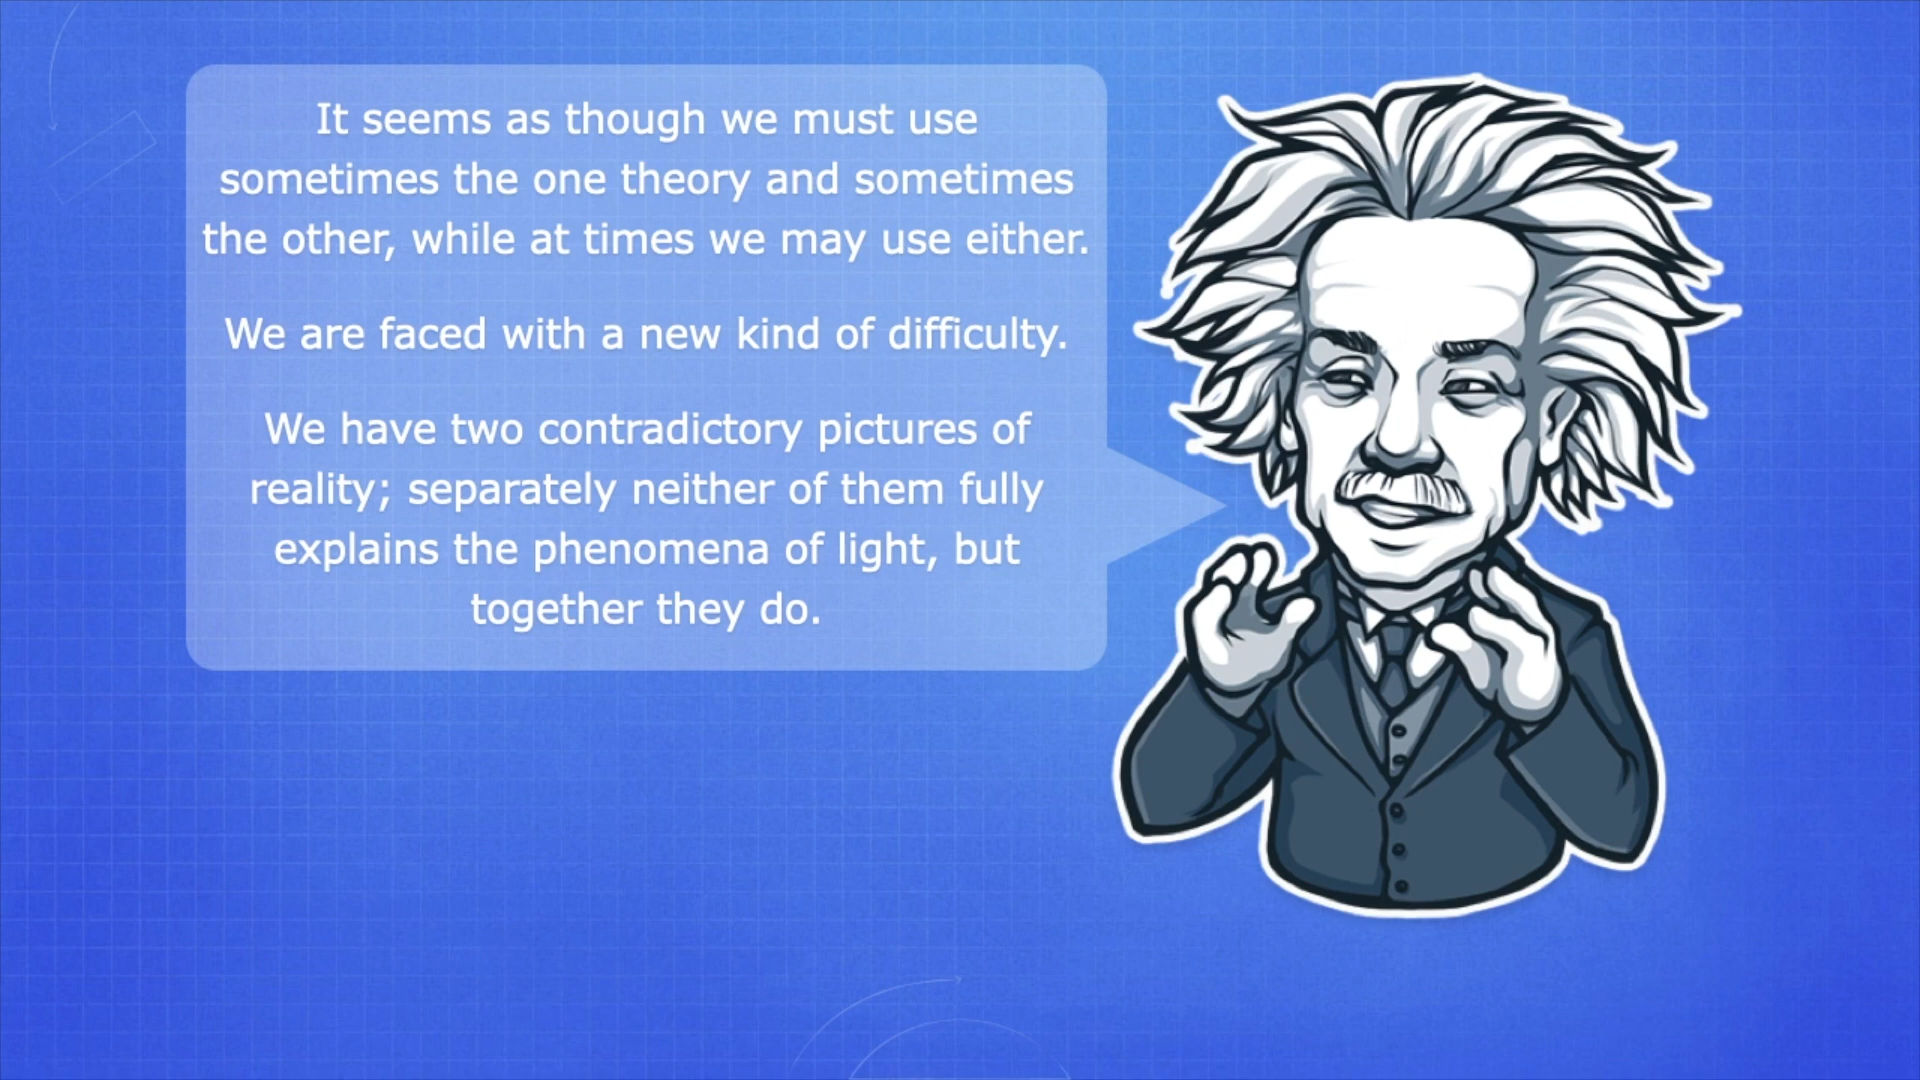 It seems as though we must use
sometimes the one theory and sometimes
the other, while at times we may use either.
We are faced with a new kind of difficulty.
We have two contradictory pictures of
reality; separately neither of them fully
explains the phenomena of light, but
together they do.